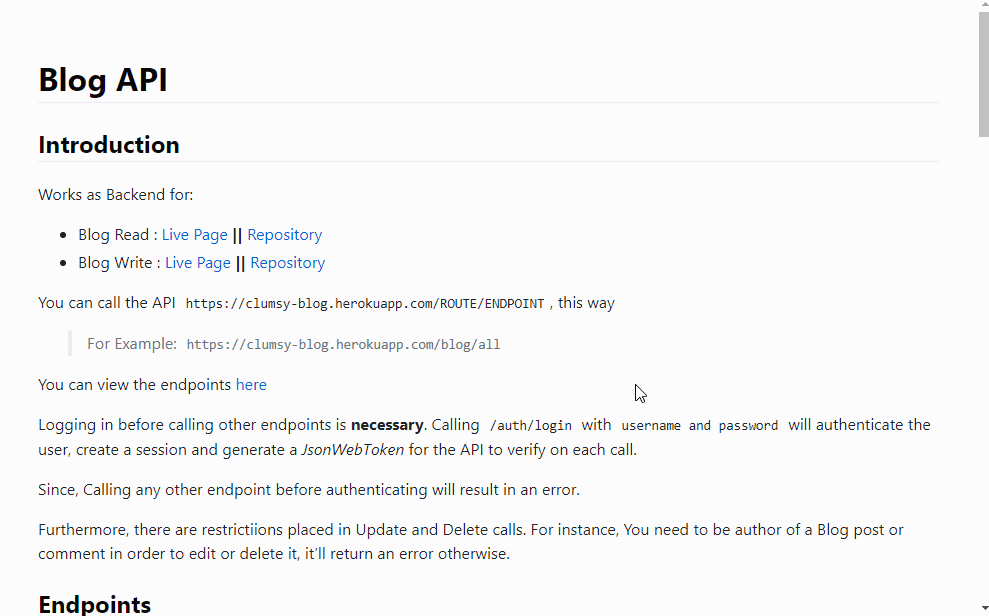 Blog API
Introduction
Works as Backend for:
Blog Read : Live Page || Repository
Blog Write : Live Page || Repository
You can call the API https://clumsy-blog.herokuapp.com/ROUTE/ENDPOINT , this way
For Example: https://clumsy-blog.herokuapp.com/blog/all
You can view the endpoints here
Logging in before calling other endpoints is necessary. Calling /auth/login with username and password will authenticate the
user, create a session and generate a JsonWebToken for the API to verify on each call.
Since, Calling any other endpoint before authenticating will result in an error.
Furthermore, there are restrictiions placed in Update and Delete calls. For instance, You need to be author of a Blog post or
comment in order to edit or delete it, it’ll return an error otherwise.
Endpoints